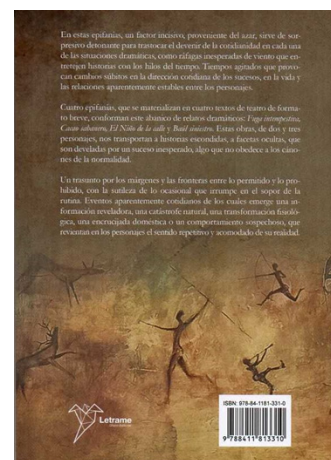 En estas epifanías, un factor incisivo, proveniente del azar, sirve de sor-
presivo detonante para trastocar el devenir de la cotidianidad en cada una
de las situaciones dramáticas, como ráfagas inesperadas de viento que en-
tretejen historias con los hilos del tiempo. Tiempos agitados que provo-
can cambios súbitos en la dirección cotidiana de los sucesos, en la vida y
las relaciones aparentemente estables entre los personajes.
Cuatro epifanías, que se materializan en cuatro textos de teatro de forma-
to breve, conforman este abanico de relatos dramáticos: Fuga intempestiva,
Casao sabanero, El Niño de la calle y Baúl siniestro. Estas obras, de dos y tres
personajes, nos transportan a historias escondidas, a facetas ocultas, que
son develadas por un suceso inesperado, algo que no obedece a los cáno-
nes de la normalidad.
Un trasunto por los márgenes y las fronteras entre lo permitido y lo pro-
hibido, con la sutileza de lo ocasional que irrumpe en el sopor de la
rutina. Eventos aparentemente cotidianos de los cuales emerge una in-
formación reveladora, una catástrofe natural, una transformación fisioló-
gica, una encrucijada doméstica o un comportamiento sospechoso, que
revientan en los personajes el sentido repetitivo y acomodado de su realidad.
Letrame
ISBN: 978-84-1181-331-0
9 788411 813310